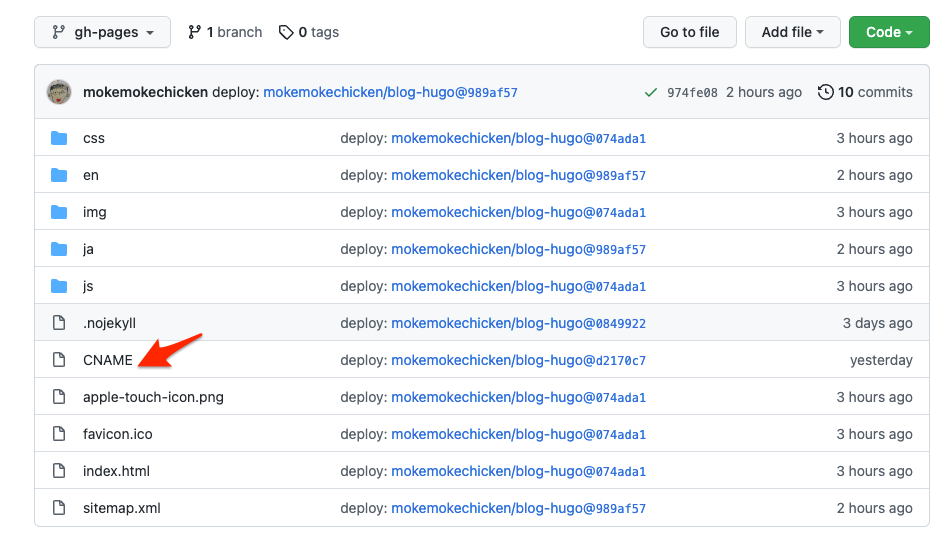 gh-pages 1 branch 0 tags Go to file Add file Code
mokemokechicken deploy: mokemokechicken/blog-hugo@989af57 974fe08 2 hours ago 10 commits
css deploy: mokemokechicken/blog-hugo@074ada1 3 hours ago
en deploy: mokemokechicken/blog-hugo@989af57 2 hours ago
img deploy: mokemokechicken/blog-hugo@074ada1 3 hours ago
ja deploy: mokemokechicken/blog-hugo@989af57 2 hours ago
js deploy: mokemokechicken/blog-hugo@074ada1 3 hours ago
.nojekyll deploy: mokemokechicken/blog-hugo@0849922 3 days ago
CNAME deploy: mokemokechicken/blog-hugo@d2170c7 yesterday
apple-touch-icon.png deploy: mokemokechicken/blog-hugo@074ada1 3 hours ago
favicon.ico deploy: mokemokechicken/blog-hugo@074ada1 3 hours ago
index.html deploy: mokemokechicken/blog-hugo@074ada1 3 hours ago
sitemap.xml deploy: mokemokechicken/blog-hugo@989af57 2 hours ago